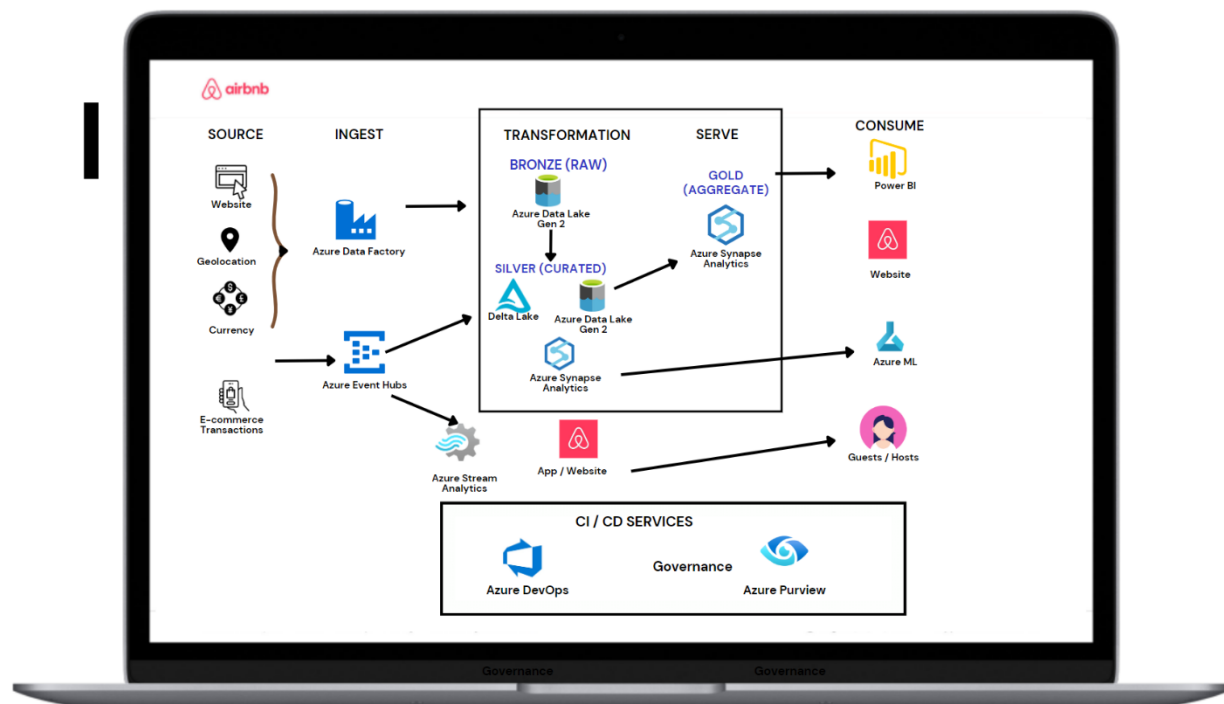 airbnb
SOURCE
INGEST
TRANSFORMATION
SERVE
CONSUME
Website
Geolocation
Currency
E-commerce
Transactions
Azure Data Factory
Azure Event Hubs
BRONZE (RAW)
Azure Data Lake
Gen 2
SILVER (CURATED)
Delta Lake
Azure Data Lake
Gen 2
Azure Synapse
Analytics
GOLD
(AGGREGATE)
Azure Synapse
Analytics
Power BI
Website
Azure ML
Guests / Hosts
Azure Stream
Analytics
App / Website
CI / CD SERVICES
Azure DevOps
Governance
Azure Purview
Governance
Governance